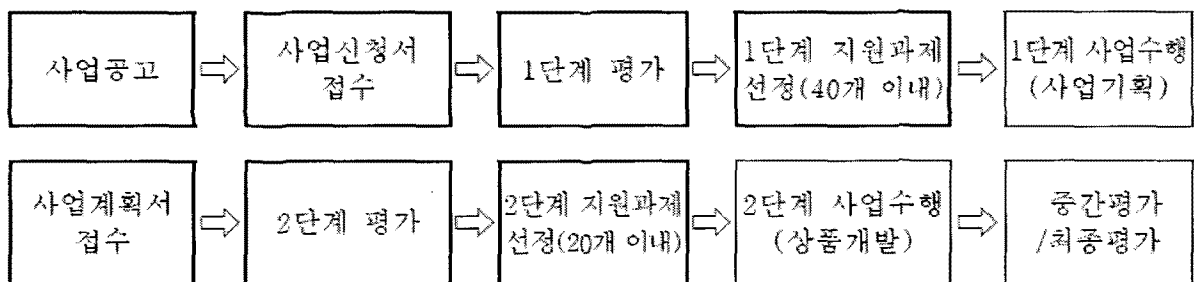 사업공고
사업신청서
접수
1단계 평가
1단계 지원과제
선정(40개 이내)
1단계 사업수행
(사업기획)
사업계획서
접수
2단계 평가
2단계 지원과제
선정(20개 이내)
2단계 사업수행
(상품개발)
중간평가
/최종평가